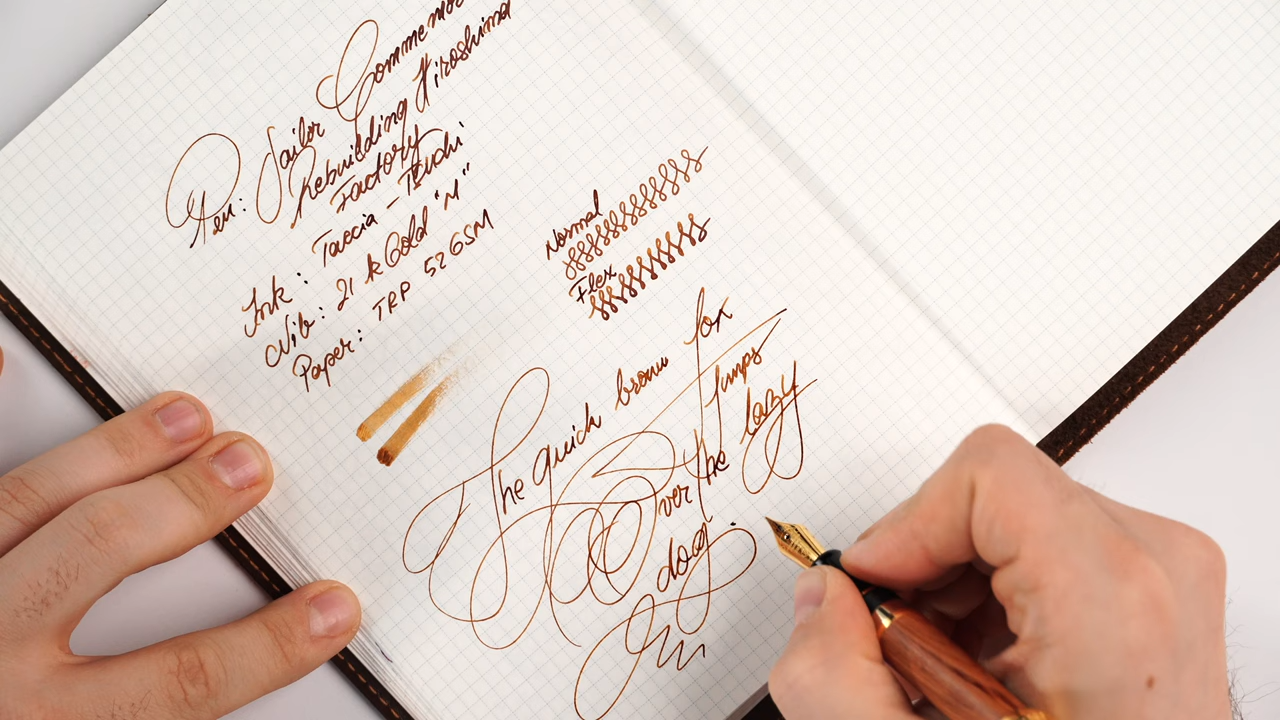 Pen: Sailor Commemo
Rebuilding Hiroshima
Factory
Ink: Taccia - Tsuchi
Nib: 21 k Gold "M"
Paper: TRP 52 GSM
Normal
Flex
The quick brown fox
jumps
over the lazy
dog.